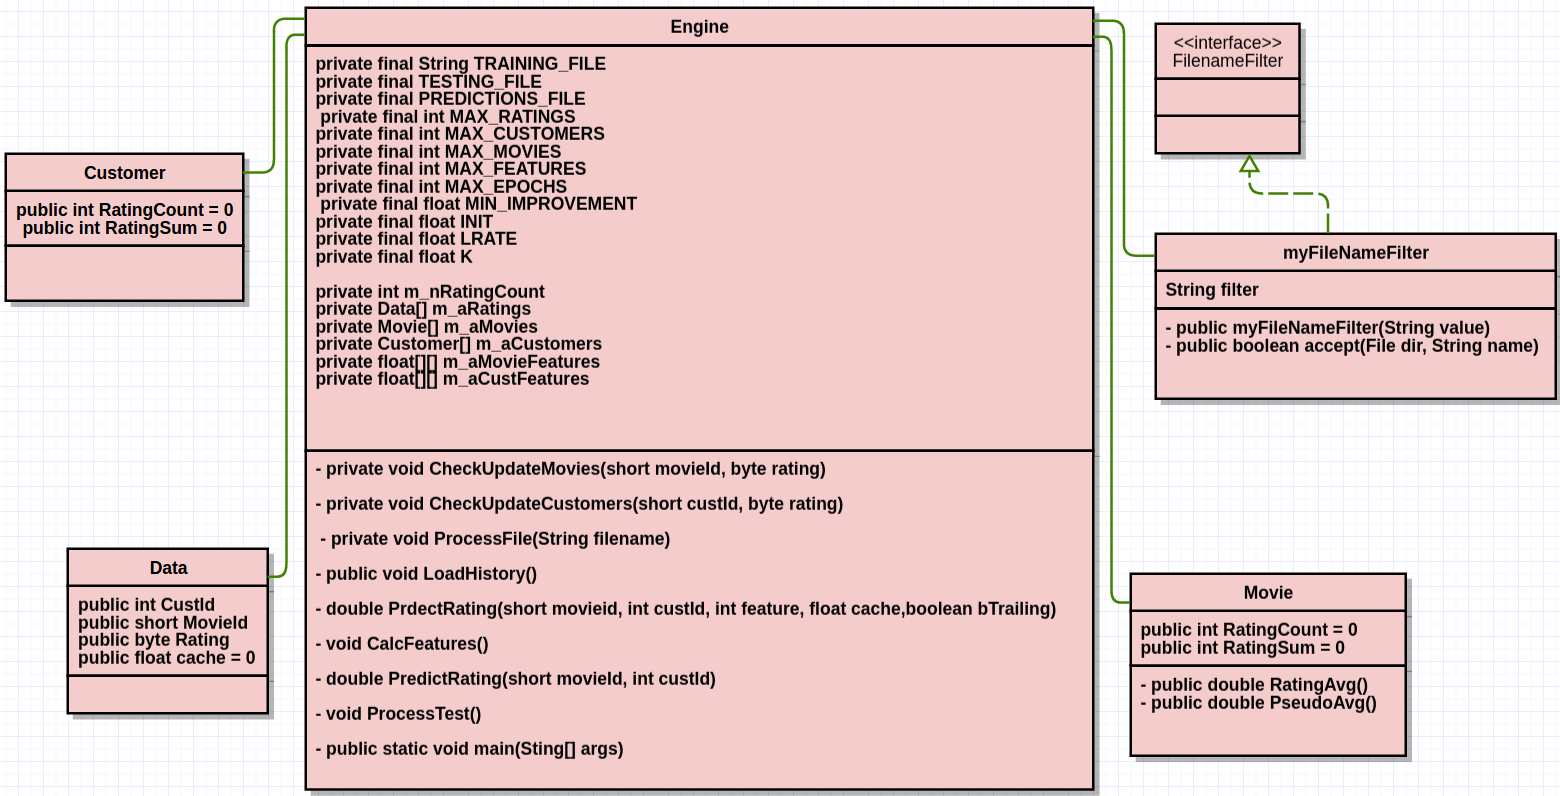 Engine
private final String TRAINING_FILE
private final TESTING_FILE
private final PREDICTIONS_FILE
private final int MAX_RATINGS
private final int MAX_CUSTOMERS
private final int MAX_MOVIES
private final int MAX_FEATURES
private final int MAX_EPOCHS
private final float MIN_IMPROVEMENT
private final float INIT
private final float LRATE
private final float K
private int m_nRatingCount
private Data[] m_aRatings
private Movie[] m_aMovies
private Customer[] m_aCustomers
private float[][] m_aMovieFeatures
private float[][] m_aCustFeatures
- private void CheckUpdateMovies(short movieId, byte rating)
- private void CheckUpdateCustomers(short custId, byte rating)
- private void ProcessFile(String filename)
- public void LoadHistory()
- double PrdectRating(short movieid, int custId, int feature, float cache,boolean bTrailing)
- void CalcFeatures()
- double PredictRating(short movieId, int custId)
- void ProcessTest()
- public static void main(Sting[] args)
Customer
public int RatingCount = 0
public int RatingSum = 0
Data
public int CustId
public short MovieId
public byte Rating
public float cache = 0
<<interface>>
FilenameFilter
myFileNameFilter
String filter
- public myFileNameFilter(String value)
- public boolean accept(File dir, String name)
Movie
public int RatingCount = 0
public int RatingSum = 0
- public double RatingAvg()
- public double PseudoAvg()